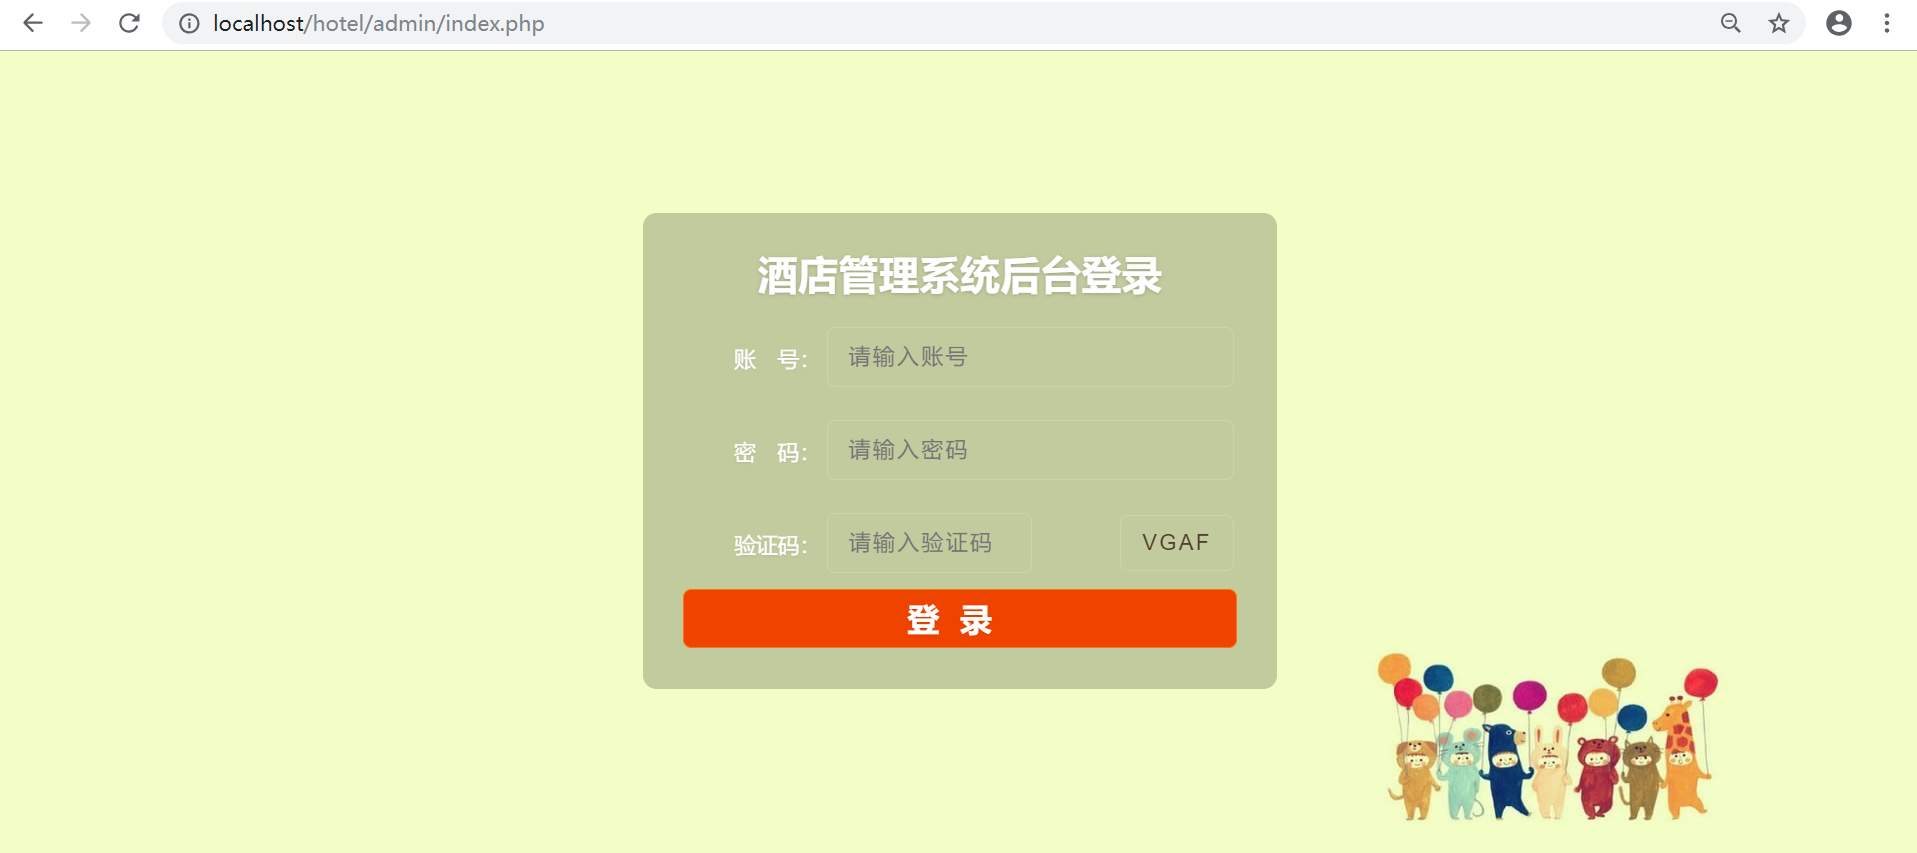 localhost/hotel/admin/index.php
酒店管理系统后台登录
账 号： 请输入账号
密 码： 请输入密码
验证码： 请输入验证码 VGAF
登 录